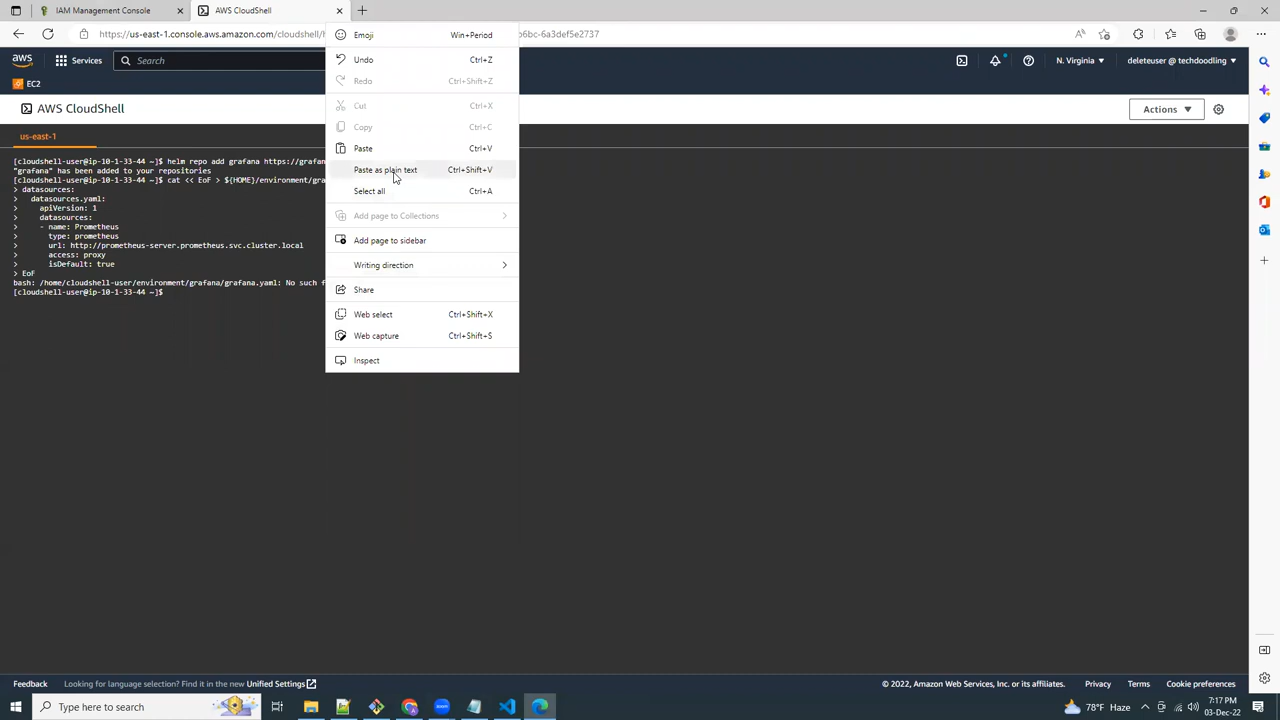 IAM Management Console
AWS CloudShell
https://us-east-1.console.aws.amazon.com/cloudshell/
b6bc-6a3def5e2737
aws
Services
Search
N. Virginia
deleteuser @ techdoodling
EC2
AWS CloudShell
Actions
us-east-1
[cloudshell-user@ip-10-1-33-44 ~]$ helm repo add grafana https://grafan
"grafana" has been added to your repositories
[cloudshell-user@ip-10-1-33-44 ~]$ cat << EoF > ${HOME}/environment/gra
> datasources:
> datasources.yaml:
> apiVersion: 1
> datasources:
> - name: Prometheus
> type: prometheus
> url: http://prometheus-server.prometheus.svc.cluster.local
> access: proxy
> isDefault: true
> EoF
bash: /home/cloudshell-user/environment/grafana/grafana.yaml: No such f
[cloudshell-user@ip-10-1-33-44 ~]$
Emoji Win+Period
Undo Ctrl+Z
Redo Ctrl+Shift+Z
Cut Ctrl+X
Copy Ctrl+C
Paste Ctrl+V
Paste as plain text Ctrl+Shift+V
Select all Ctrl+A
Add page to Collections
Add page to sidebar
Writing direction
Share
Web select Ctrl+Shift+X
Web capture Ctrl+Shift+S
Inspect
Feedback
Looking for language selection? Find it in the new Unified Settings
© 2022, Amazon Web Services, Inc. or its affiliates.
Privacy
Terms
Cookie preferences
Type here to search
78°F Haze
7:17 PM
03-Dec-22